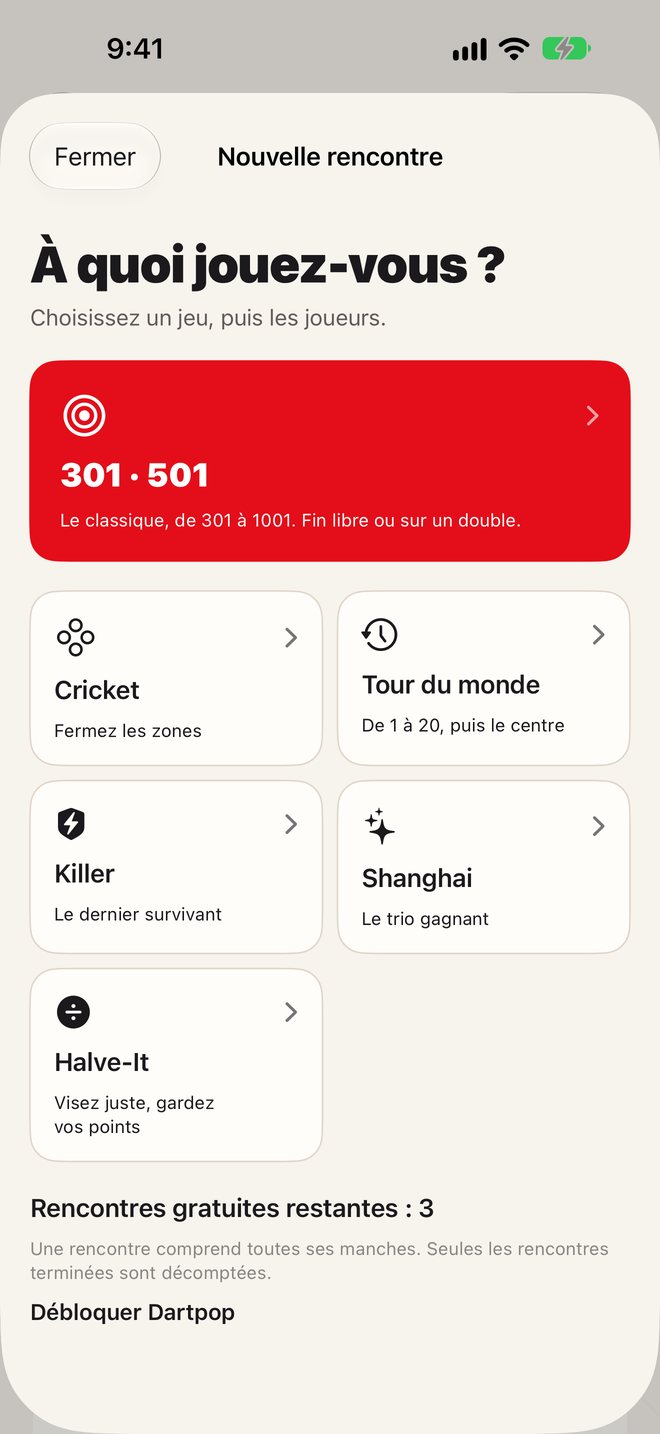 9:41
Fermer
Nouvelle rencontre
À quoi jouez-vous ?
Choisissez un jeu, puis les joueurs.
301 · 501
Le classique, de 301 à 1001. Fin libre ou sur un double.
Cricket
Fermez les zones
Tour du monde
De 1 à 20, puis le centre
Killer
Le dernier survivant
Shanghai
Le trio gagnant
Halve-It
Visez juste, gardez
vos points
Rencontres gratuites restantes : 3
Une rencontre comprend toutes ses manches. Seules les rencontres
terminées sont décomptées.
Débloquer Dartpop